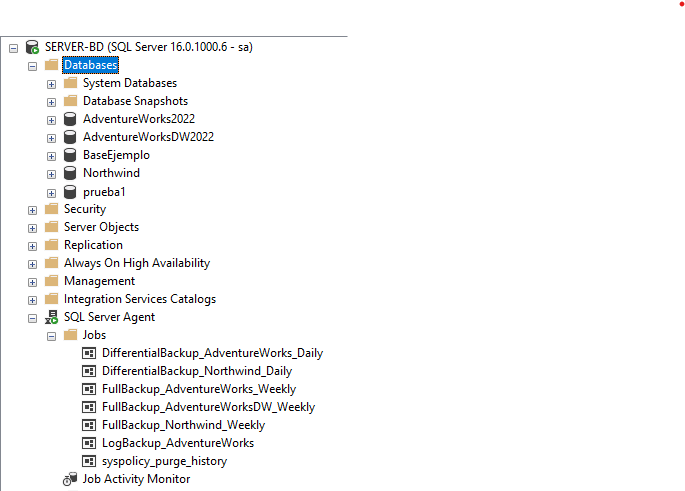 SERVER-BD (SQL Server 16.0.1000.6 - sa)
Databases
System Databases
Database Snapshots
AdventureWorks2022
AdventureWorksDW2022
BaseEjemplo
Northwind
prueba1
Security
Server Objects
Replication
Always On High Availability
Management
Integration Services Catalogs
SQL Server Agent
Jobs
DifferentialBackup_AdventureWorks_Daily
DifferentialBackup_Northwind_Daily
FullBackup_AdventureWorks_Weekly
FullBackup_AdventureWorksDW_Weekly
FullBackup_Northwind_Weekly
LogBackup_AdventureWorks
syspolicy_purge_history
Job Activity Monitor